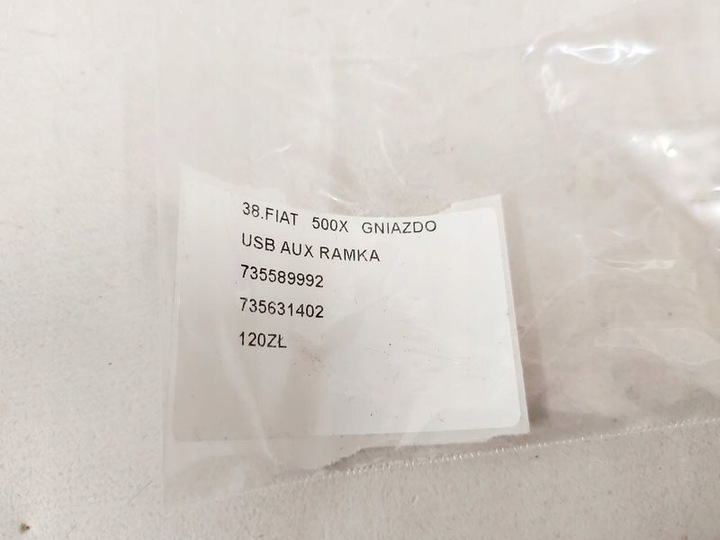 38.FIAT 500X GNIAZDO
USB AUX RAMKA
735589992
735631402
120ZŁ